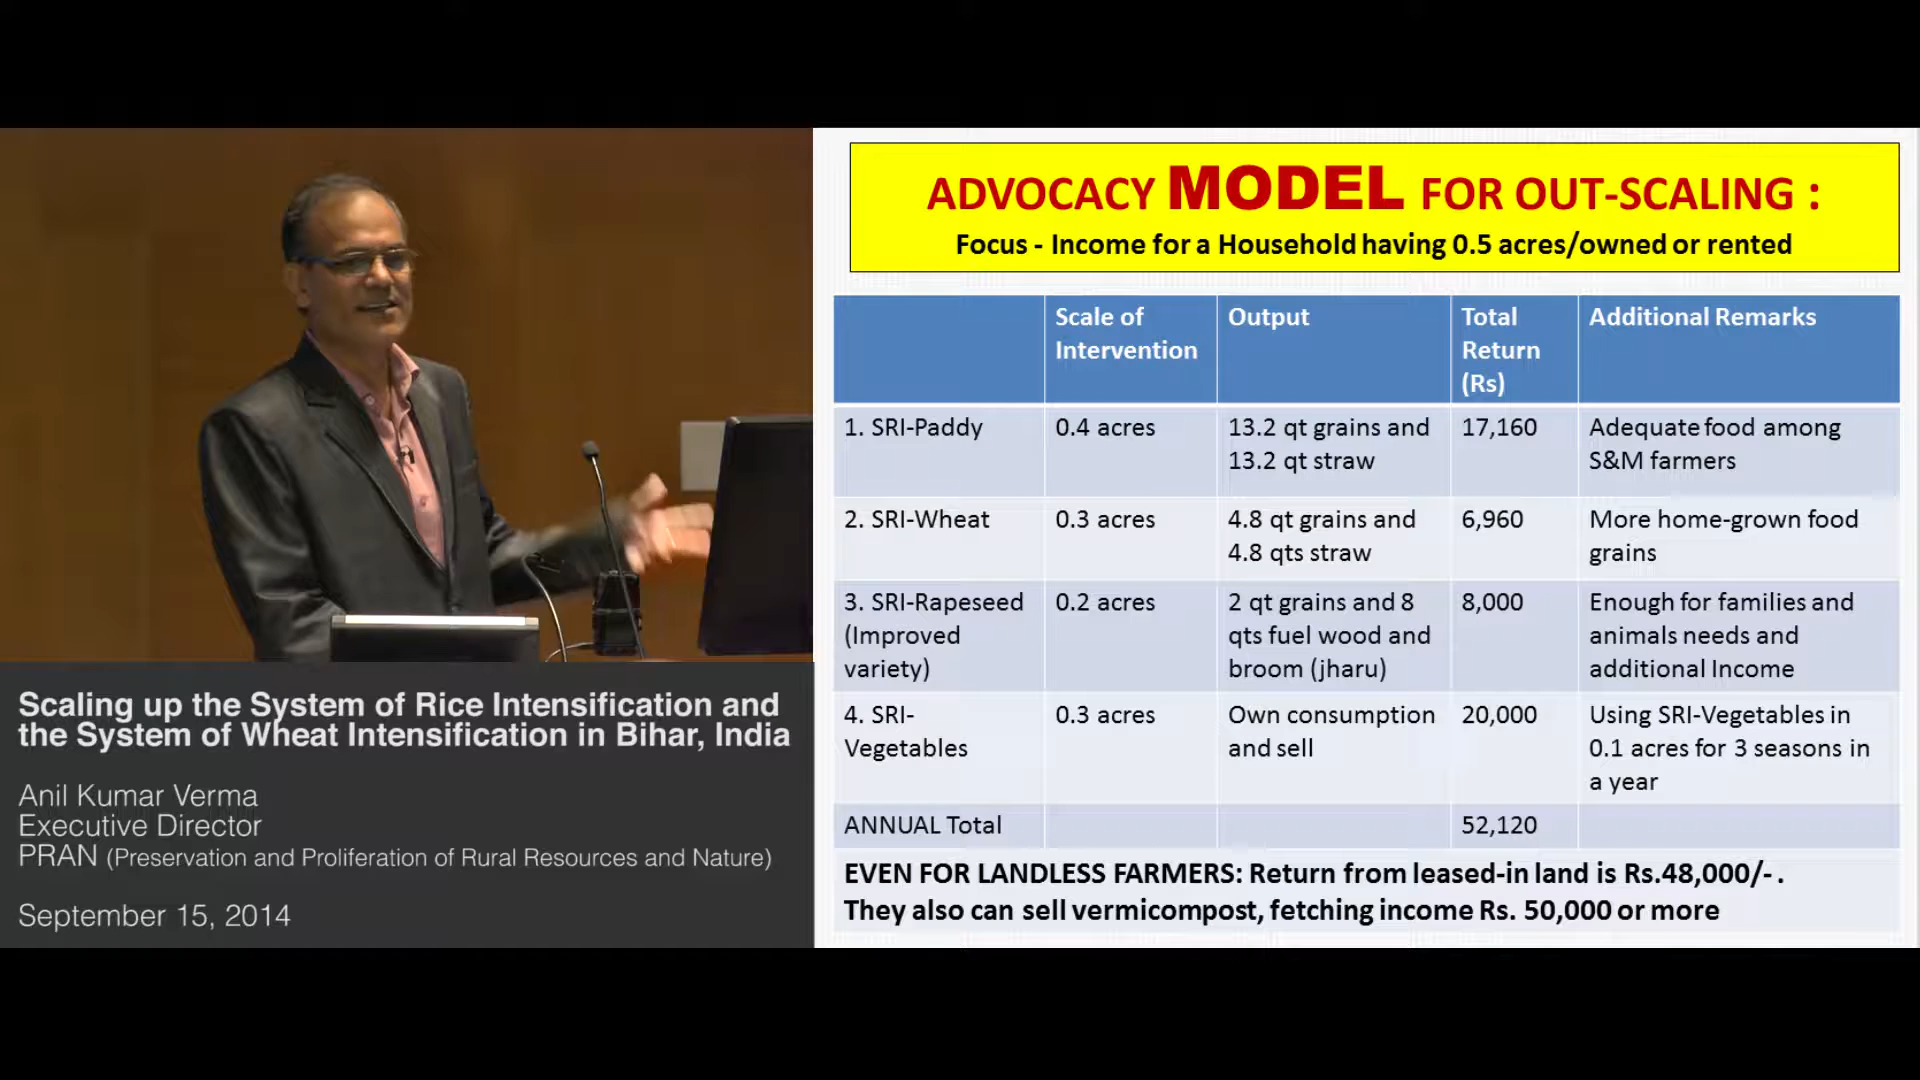 ADVOCACY MODEL FOR OUT-SCALING :
Focus - Income for a Household having 0.5 acres/owned or rented
Scale of
Intervention
Output
Total
Return
(Rs)
Additional Remarks
1. SRI-Paddy
0.4 acres
13.2 qt grains and
13.2 qt straw
17,160
Adequate food among
S&M farmers
2. SRI-Wheat
0.3 acres
4.8 qt grains and
4.8 qts straw
6,960
More home-grown food
grains
3. SRI-Rapeseed
(Improved
variety)
0.2 acres
2 qt grains and 8
qts fuel wood and
broom (jharu)
8,000
Enough for families and
animals needs and
additional Income
4. SRI-
Vegetables
0.3 acres
Own consumption
and sell
20,000
Using SRI-Vegetables in
0.1 acres for 3 seasons in
a year
ANNUAL Total
52,120
EVEN FOR LANDLESS FARMERS: Return from leased-in land is Rs.48,000/- .
They also can sell vermicompost, fetching income Rs. 50,000 or more
Scaling up the System of Rice Intensification and
the System of Wheat Intensification in Bihar, India
Anil Kumar Verma
Executive Director
PRAN (Preservation and Proliferation of Rural Resources and Nature)
September 15, 2014